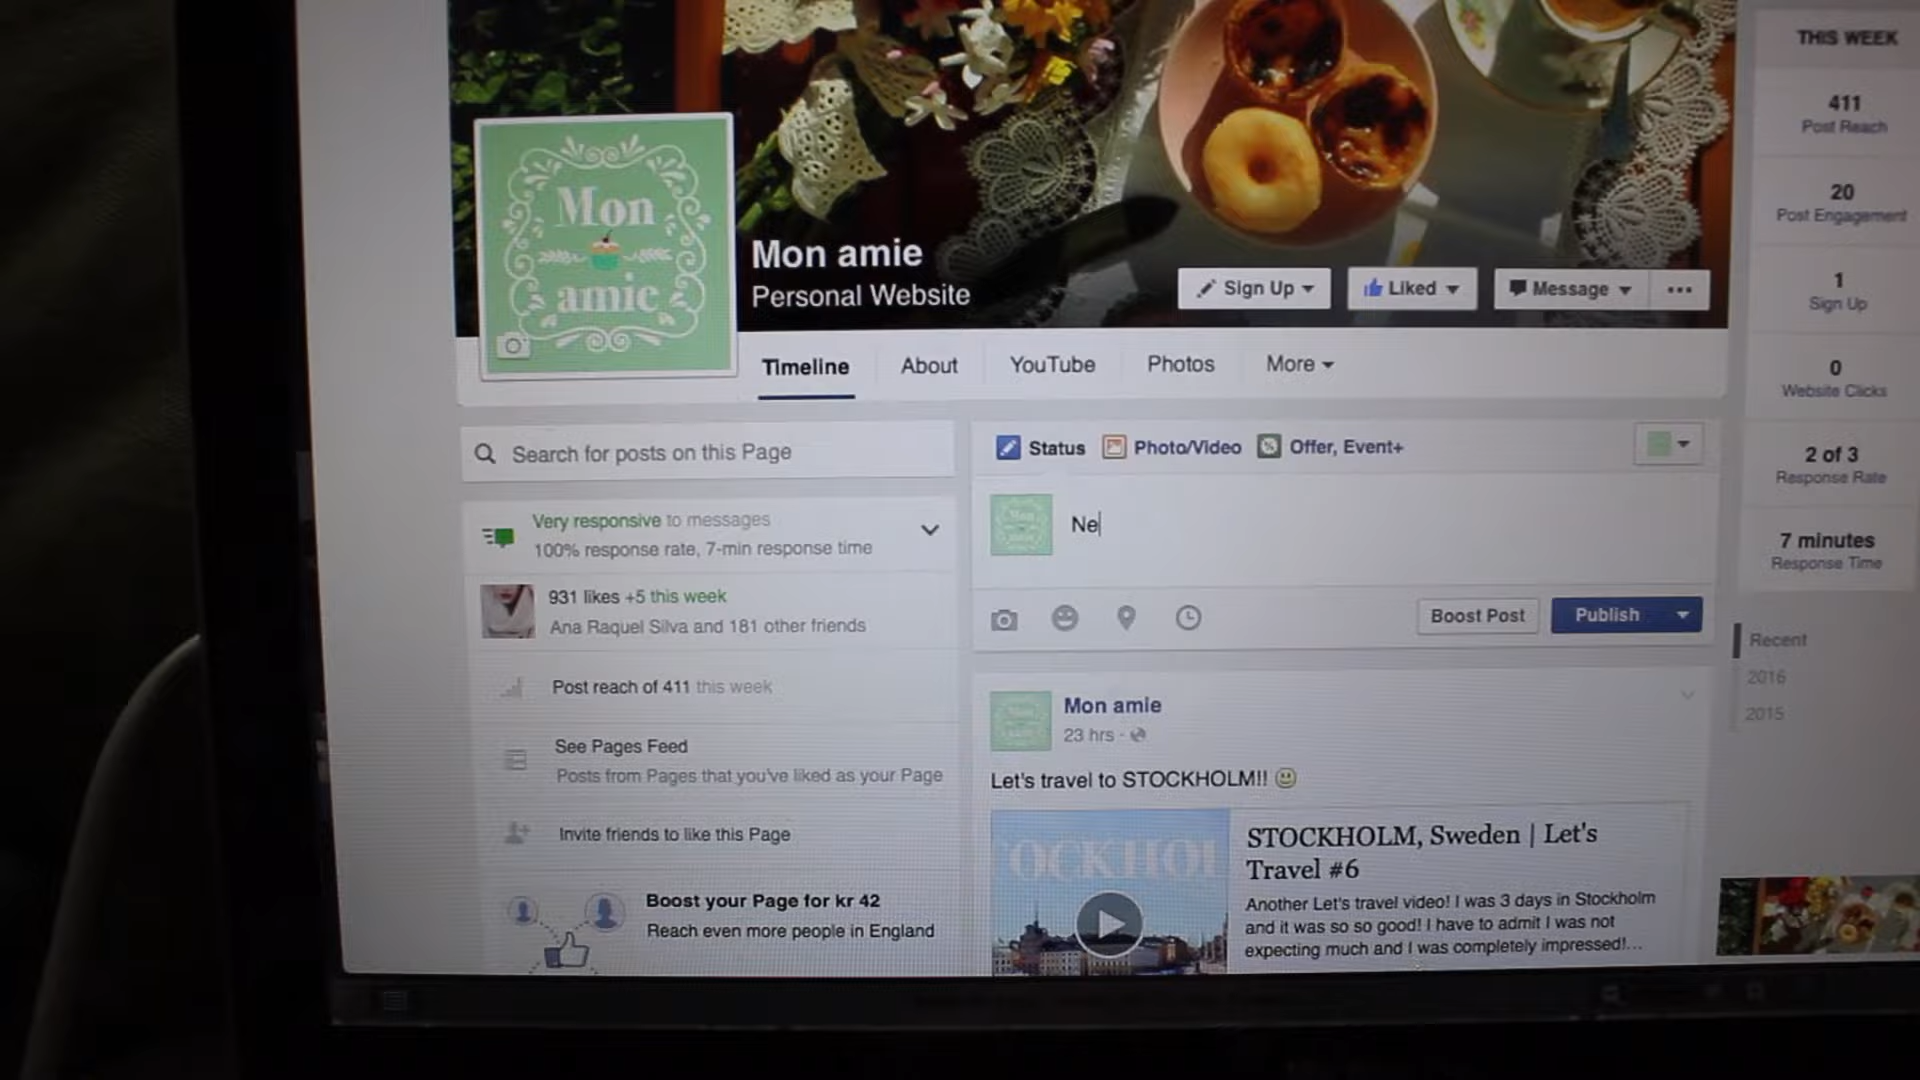 Mon
amie
Mon amie
Personal Website
Sign Up
Liked
Message
Timeline
About
YouTube
Photos
More
THIS WEEK
411
Post Reach
20
Post Engagement
1
Sign Up
0
Website Clicks
2 of 3
Response Rate
7 minutes
Response Time
Recent
2016
2015
Search for posts on this Page
Very responsive to messages
100% response rate, 7-min response time
931 likes +5 this week
Ana Raquel Silva and 181 other friends
Post reach of 411 this week
See Pages Feed
Posts from Pages that you've liked as your Page
Invite friends to like this Page
Boost your Page for kr 42
Reach even more people in England
Status
Photo/Video
Offer, Event+
Ne
Boost Post
Publish
Mon amie
23 hrs ·
Let's travel to STOCKHOLM!!
OCKHOL
STOCKHOLM, Sweden | Let's
Travel #6
Another Let's travel video! I was 3 days in Stockholm
and it was so so good! I have to admit I was not
expecting much and I was completely impressed!...